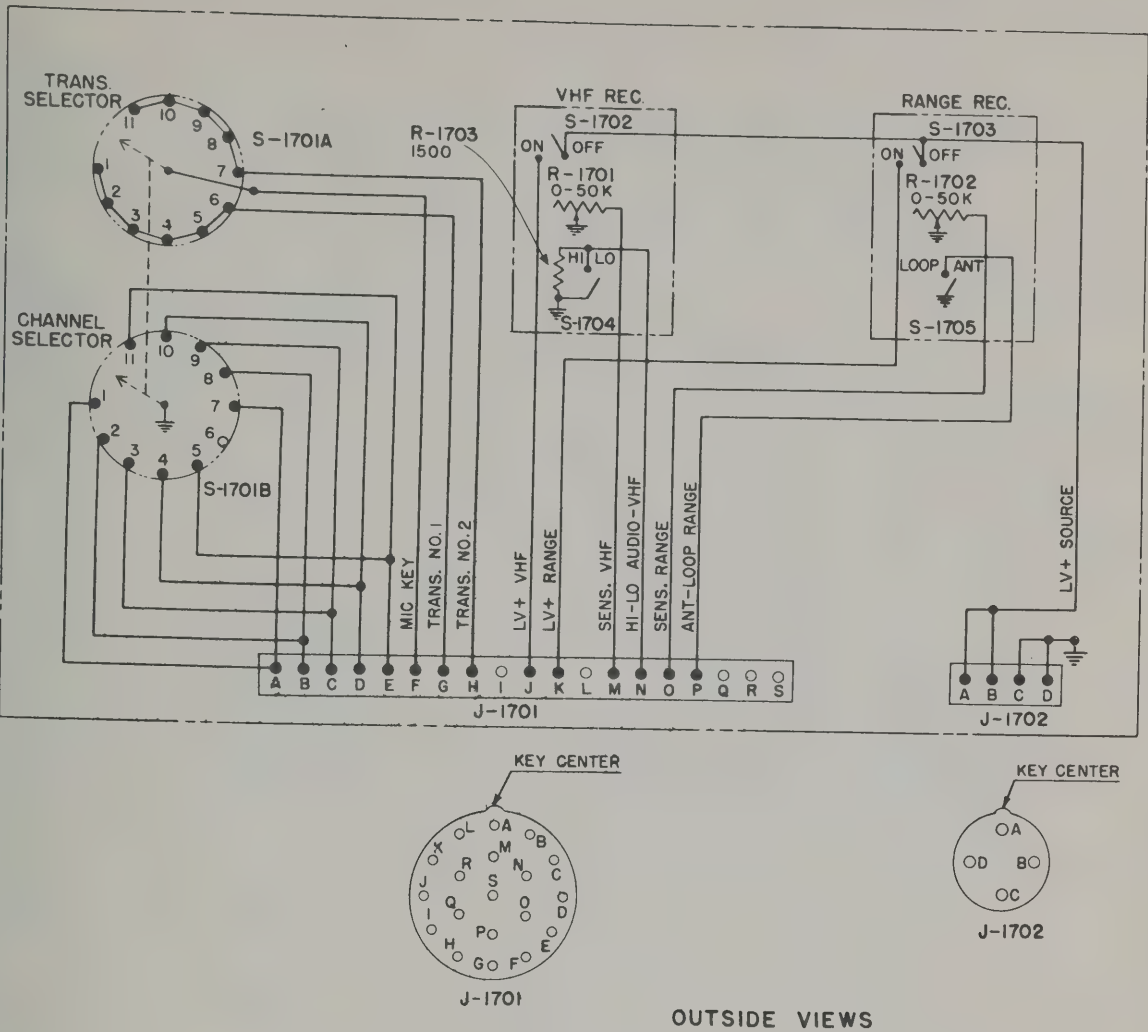 TRANS.
SELECTOR
11
10
9
8
7
6
5
4
3
2
1
S-1701A
CHANNEL
SELECTOR
11
10
9
8
7
6
5
4
3
2
1
S-1701B
R-1703
1500
VHF REC.
S-1702
ON
OFF
R-1701
0-50K
HI
LO
S-1704
RANGE REC.
S-1703
ON
OFF
R-1702
0-50K
LOOP
ANT
S-1705
MIC KEY
TRANS. NO. 1
TRANS. NO. 2
LV+ VHF
LV+ RANGE
SENS. VHF
HI-LO AUDIO-VHF
SENS. RANGE
ANT-LOOP RANGE
LV+ SOURCE
A B C D E F G H I J K L M N O P Q R S
J-1701
A B C D
J-1702
KEY CENTER
L A B
K M C
R N
J S D
Q O
I P E
H G F
J-1701
KEY CENTER
A
D B
C
J-1702
OUTSIDE VIEWS